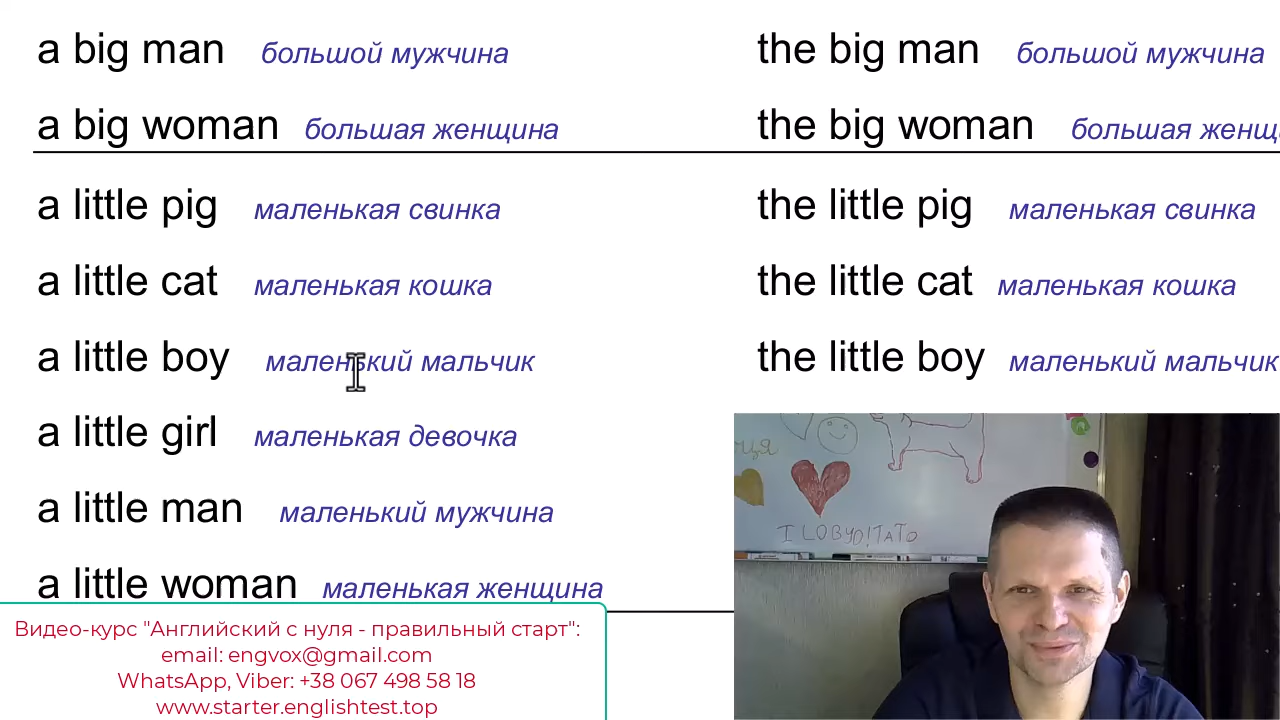 a big man большой мужчина
a big woman большая женщина
a little pig маленькая свинка
a little cat маленькая кошка
a little boy маленький мальчик
a little girl маленькая девочка
a little man маленький мужчина
a little woman маленькая женщина
the big man большой мужчина
the big woman большая
the little pig маленькая свинка
the little cat маленькая кошка
the little boy маленький мальчик
I LOBYO!TATO
Видео-курс "Английский с нуля - правильный старт":
email: engvox@gmail.com
WhatsApp, Viber: +38 067 498 58 18
www.starter.englishtest.top